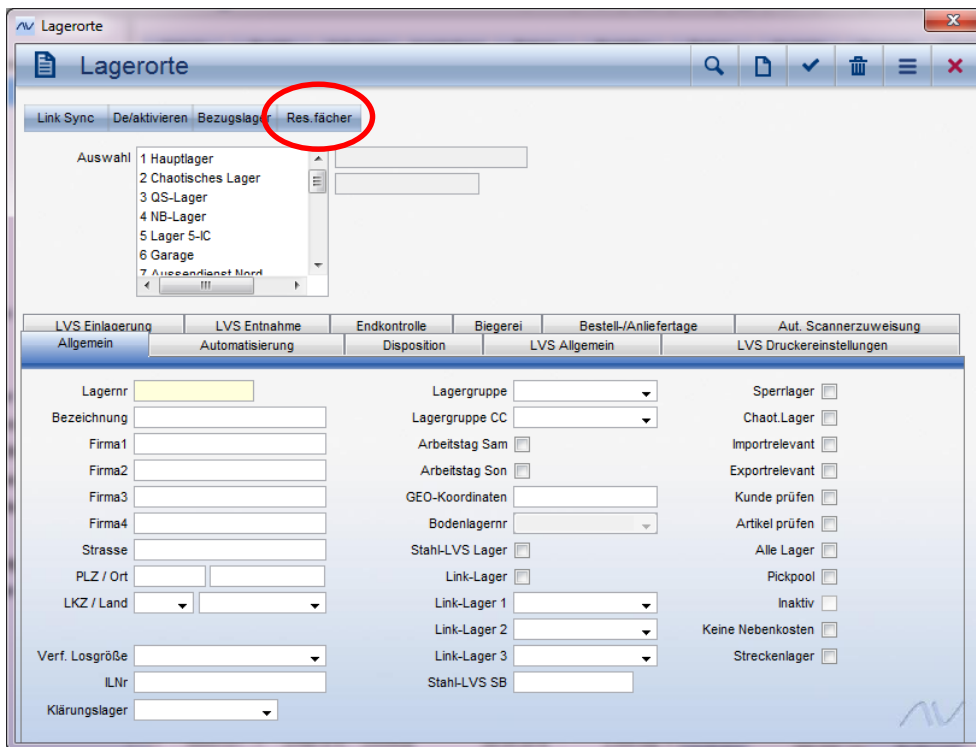 Lagerorte
Lagerorte
Link Sync De/aktivieren Bezugslager Res.fächer
Auswahl
1 Hauptlager
2 Chaotisches Lager
3 QS-Lager
4 NB-Lager
5 Lager 5-IC
6 Garage
7 Aussendienst Nord
LVS Einlagerung LVS Entnahme Endkontrolle Biegerei Bestell-/Anliefertage Aut. Scannerzuweisung
Allgemein Automatisierung Disposition LVS Allgemein LVS Druckereinstellungen
Lagernr Lagergruppe Sperrlager
Bezeichnung Lagergruppe CC Chaot.Lager
Firma1 Arbeitstag Sam Importrelevant
Firma2 Arbeitstag Son Exportrelevant
Firma3 GEO-Koordinaten Kunde prüfen
Firma4 Bodenlagernr Artikel prüfen
Strasse Stahl-LVS Lager Alle Lager
PLZ / Ort Link-Lager Pickpool
LKZ / Land Link-Lager 1 Inaktiv
Link-Lager 2 Keine Nebenkosten
Verf. Losgröße Link-Lager 3 Streckenlager
ILNr Stahl-LVS SB
Klärungslager